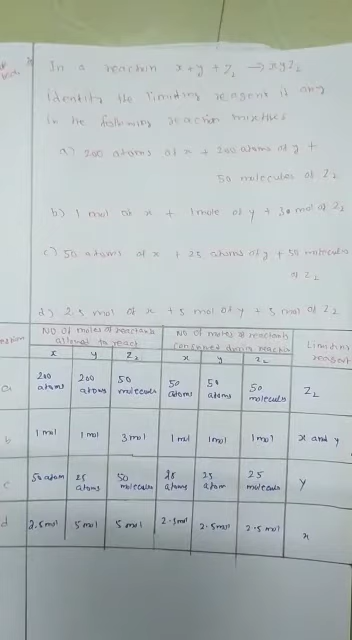 In a reaction x + y + Z2 → xyZ2
Identify the limiting reagent is any
in the following reaction mixtures
a) 200 atoms of x + 200 atoms of y +
50 molecules of Z2
b) 1 mol of x + 1 mole of y + 3 mol of Z2
c) 50 atoms of x + 25 atoms of y + 50 molecules
of Z2
d) 2.5 mol of x + 5 mol of y + 5 mol of Z2
NO of moles of reactants allowed to react NO of moles of reactants consumed during reaction Limiting reagent
x y Z2 x y Z2
a 200 atoms 200 atoms 50 molecules 50 atoms 50 atoms 50 molecules Z2
b 1 mol 1 mol 3 mol 1 mol 1 mol 1 mol x and y
c 50 atom 25 atoms 50 molecules 25 atoms 25 atom 25 molecules y
d 2.5 mol 5 mol 5 mol 2.5 mol 2.5 mol 2.5 mol x